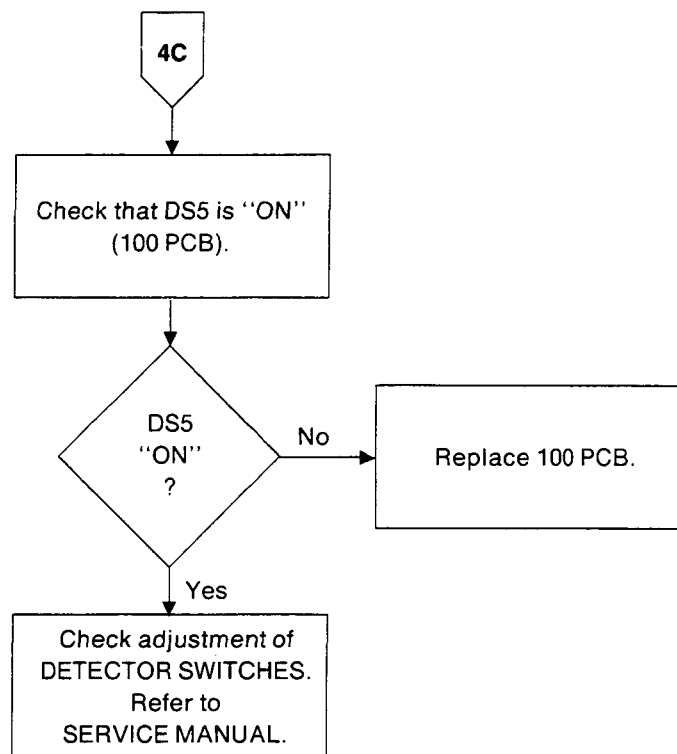 4C
Check that DS5 is “ON”
(100 PCB).
DS5
“ON”
?
No
Replace 100 PCB.
Yes
Check adjustment of
DETECTOR SWITCHES.
Refer to
SERVICE MANUAL.